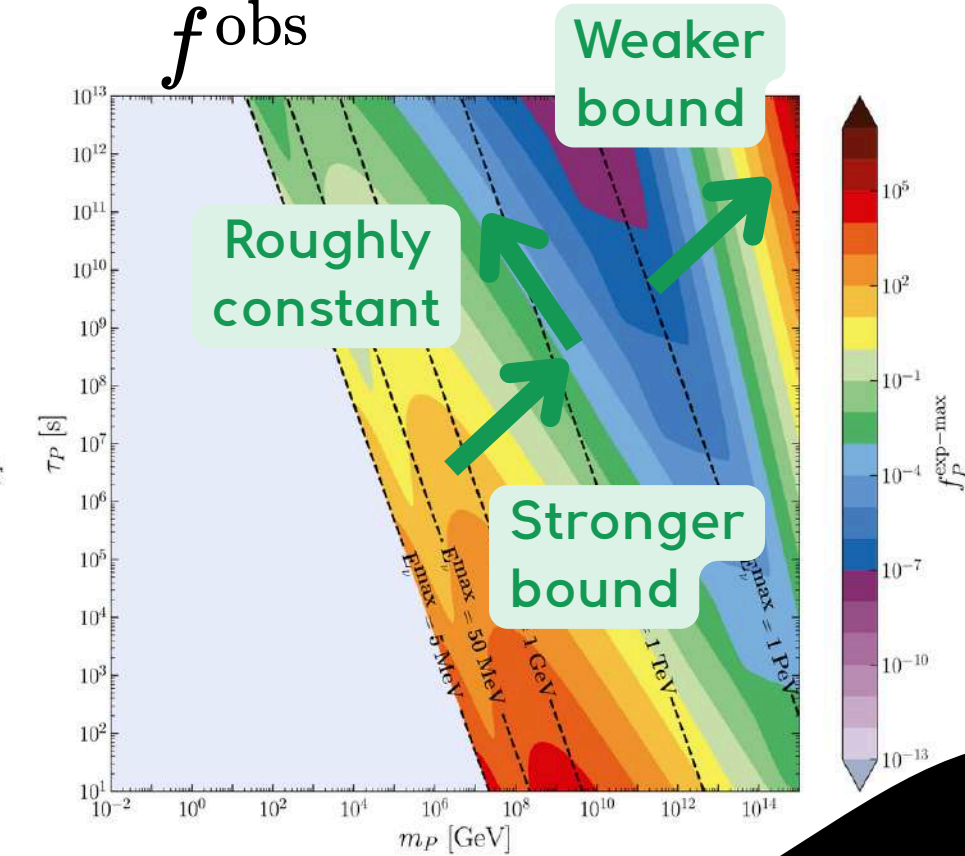 f^obs
Weaker
bound
Roughly
constant
Stronger
bound
10^13
10^12
10^11
10^10
10^9
10^8
10^7
10^6
10^5
10^4
10^3
10^2
10^1
τ_P [s]
10^−2
10^0
10^2
10^4
10^6
10^8
10^10
10^12
10^14
m_P [GeV]
E_ν^max = 5 MeV
E_ν^max = 50 MeV
1 GeV
= 1 TeV
E_ν^max = 1 PeV
10^5
10^2
10^−1
10^−4
10^−7
10^−10
10^−13
f_P^exp−max